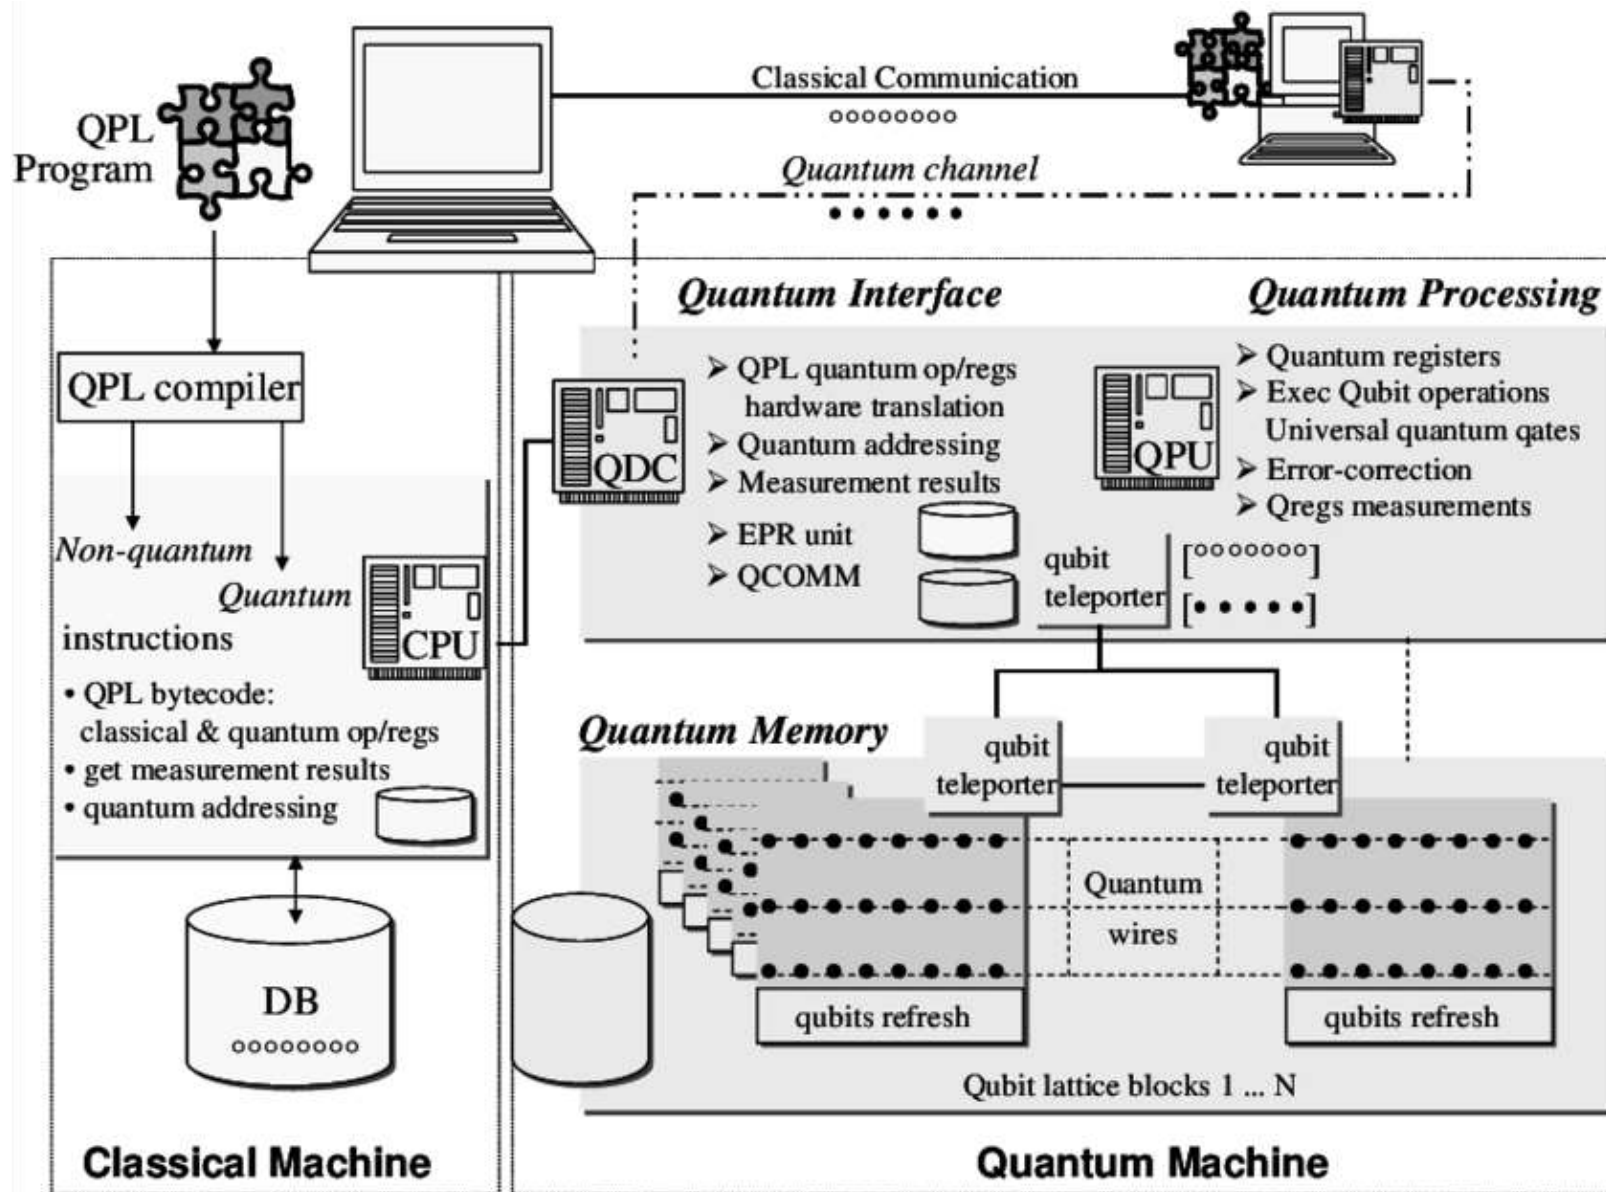 QPL
Program
Classical Communication
Quantum channel
Quantum Interface
Quantum Processing
QPL compiler
Non-quantum
Quantum
instructions
CPU
• QPL bytecode:
classical & quantum op/regs
• get measurement results
• quantum addressing
DB
Classical Machine
QDC
➢ QPL quantum op/regs
hardware translation
➢ Quantum addressing
➢ Measurement results
➢ EPR unit
➢ QCOMM
QPU
➢ Quantum registers
➢ Exec Qubit operations
Universal quantum qates
➢ Error-correction
➢ Qregs measurements
qubit
teleporter
Quantum Memory
qubit
teleporter
qubit
teleporter
Quantum
wires
qubits refresh
qubits refresh
Qubit lattice blocks 1 ... N
Quantum Machine